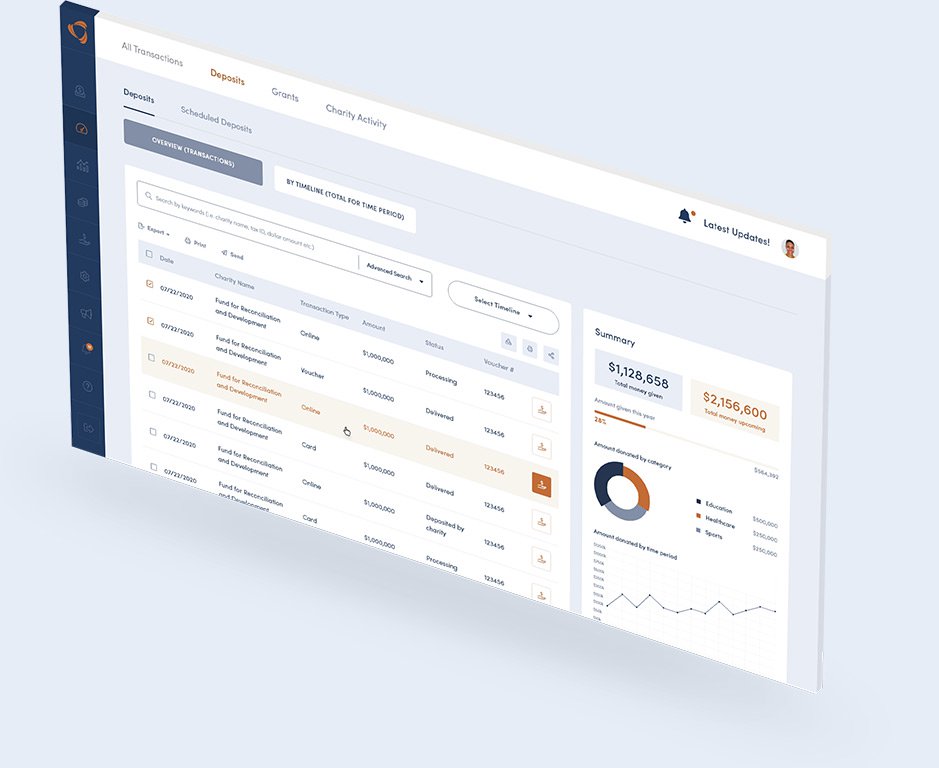 All Transactions
Deposits
Grants
Charity Activity
Latest Updates!
Deposits
Scheduled Deposits
OVERVIEW (TRANSACTIONS)
BY TIMELINE (TOTAL FOR TIME PERIOD)
Search by keywords (i.e. charity name, tax ID, dollar amount etc.)
Advanced Search
Select Timeline
Export
Print
Send
Date
Charity Name
Transaction Type
Amount
Status
Voucher #
07/22/2020
Fund for Reconciliation
and Development
Online
$1,000,000
Processing
123456
07/22/2020
Fund for Reconciliation
and Development
Voucher
$1,000,000
Delivered
123456
07/22/2020
Fund for Reconciliation
and Development
Online
$1,000,000
Delivered
123456
07/22/2020
Fund for Reconciliation
and Development
Card
$1,000,000
Delivered
123456
07/22/2020
Fund for Reconciliation
and Development
Online
$1,000,000
Deposited by
charity
123456
07/22/2020
Fund for Reconciliation
and Development
Card
$1,000,000
Processing
123456
Summary
$1,128,658
Total money given
$2,156,600
Total money upcoming
Amount given this year
28%
$564,392
Amount donated by category
Education
$500,000
Healthcare
$250,000
Sports
$250,000
Amount donated by time period